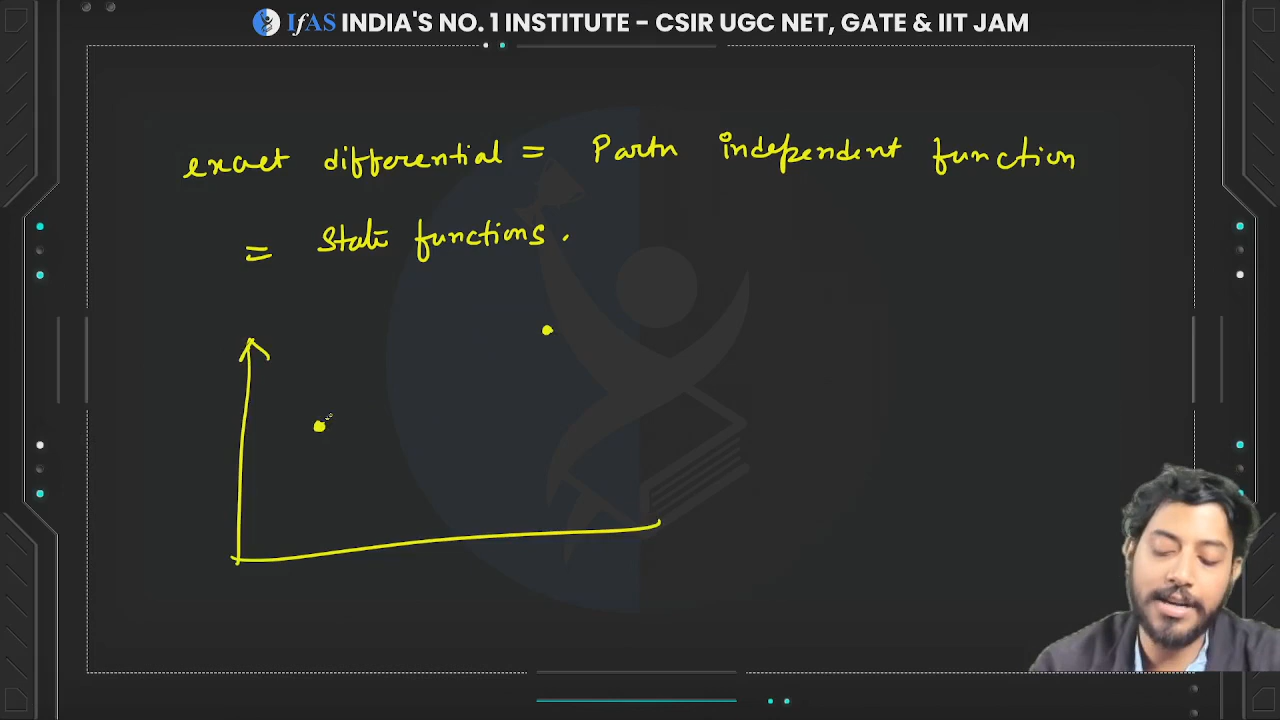 IfAS INDIA'S NO. 1 INSTITUTE – CSIR UGC NET, GATE & IIT JAM
exact differential = Path independent function
= State functions.